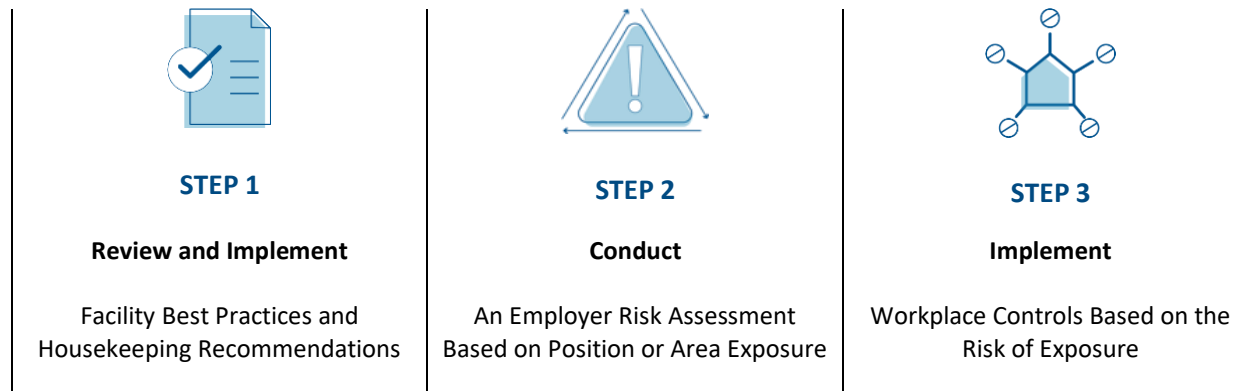 STEP 1
Review and Implement
Facility Best Practices and
Housekeeping Recommendations
STEP 2
Conduct
An Employer Risk Assessment
Based on Position or Area Exposure
STEP 3
Implement
Workplace Controls Based on the
Risk of Exposure